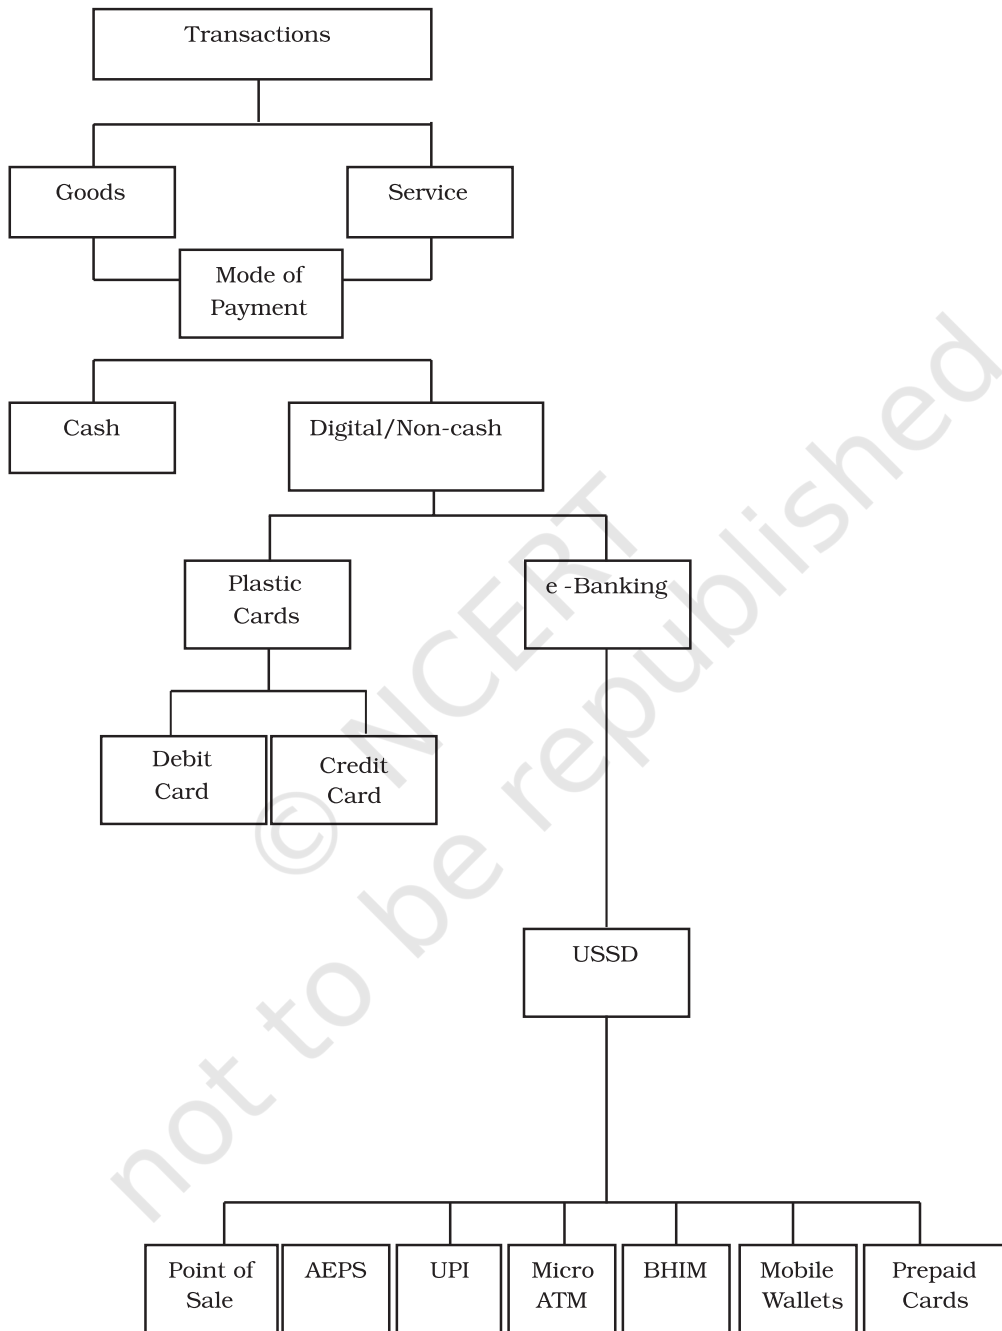 Transactions
Goods
Service
Mode of
Payment
Cash
Digital/Non-cash
Plastic
Cards
e -Banking
Debit
Card
Credit
Card
USSD
Point of
Sale
AEPS
UPI
Micro
ATM
BHIM
Mobile
Wallets
Prepaid
Cards
© NCERT
not to be republished